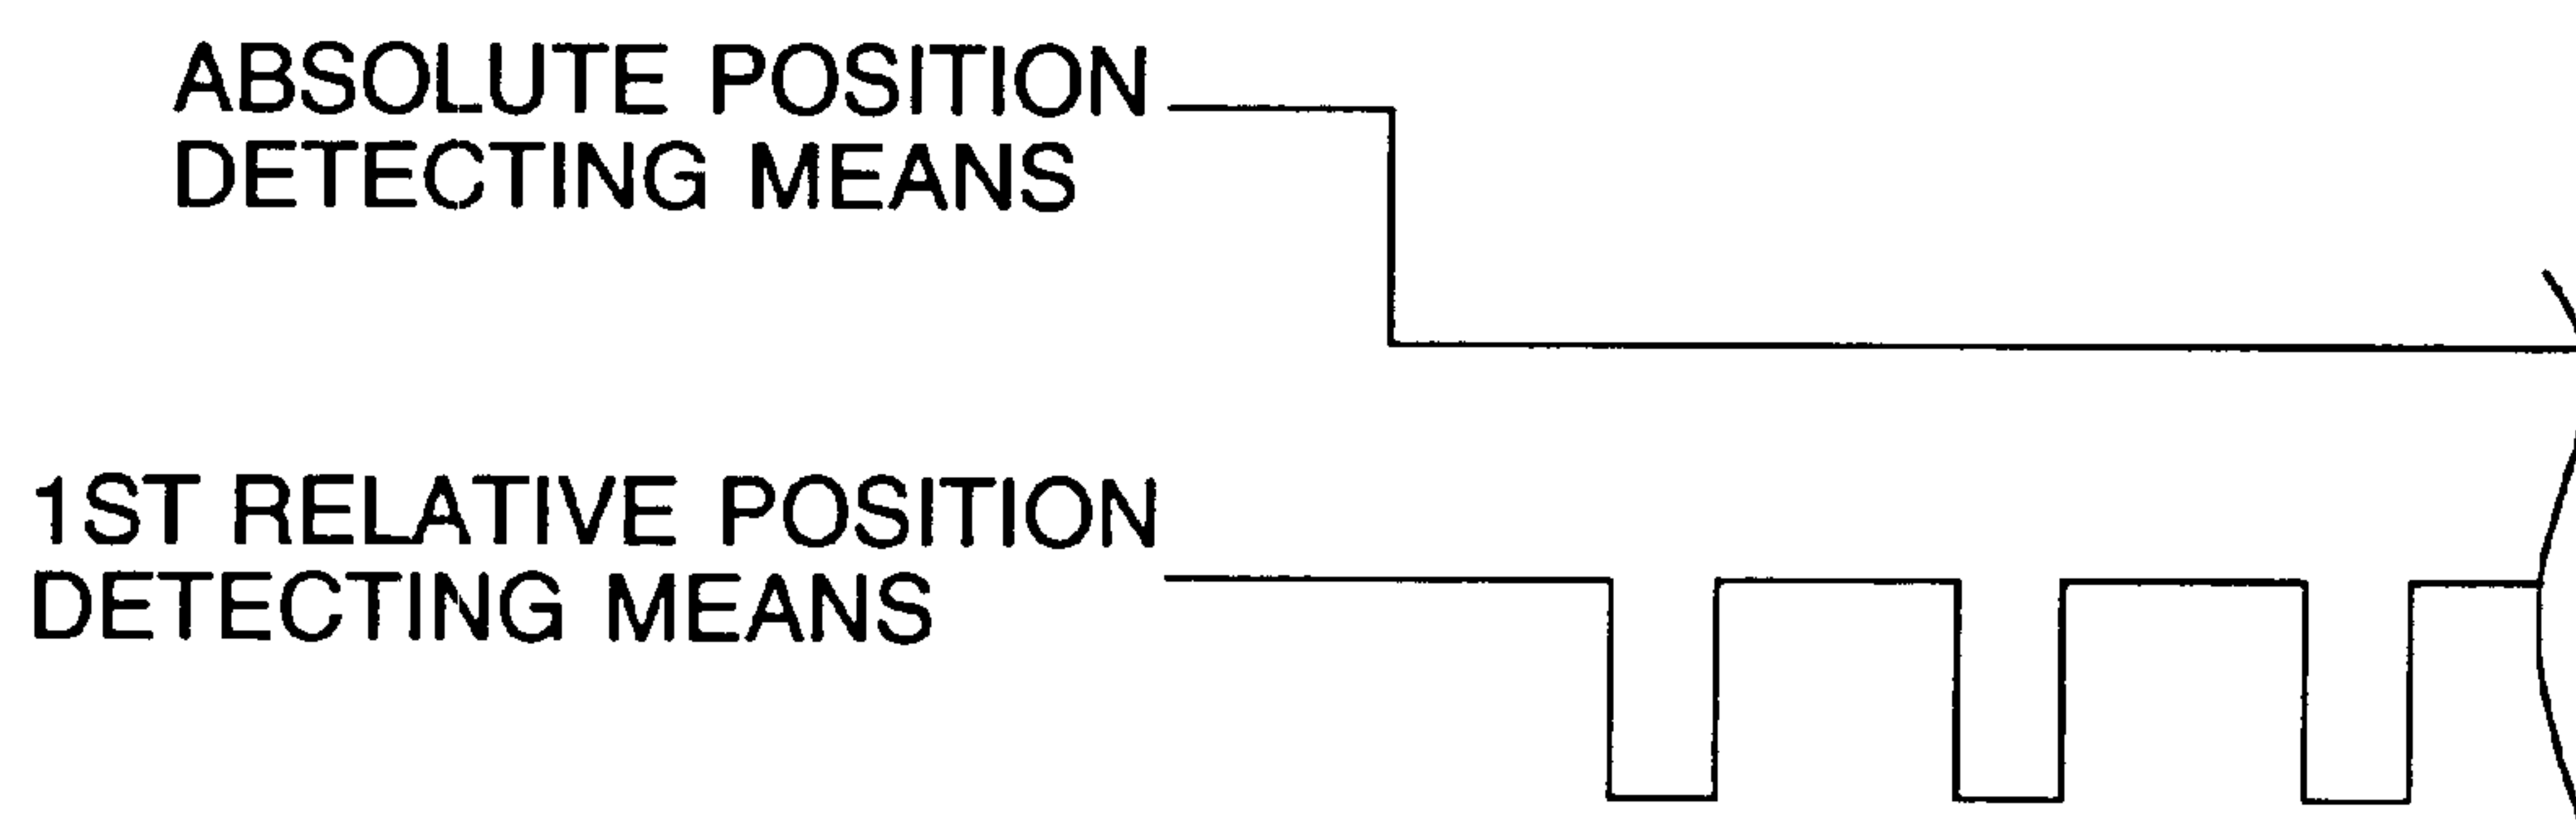 ABSOLUTE POSITION
DETECTING MEANS
1ST RELATIVE POSITION
DETECTING MEANS